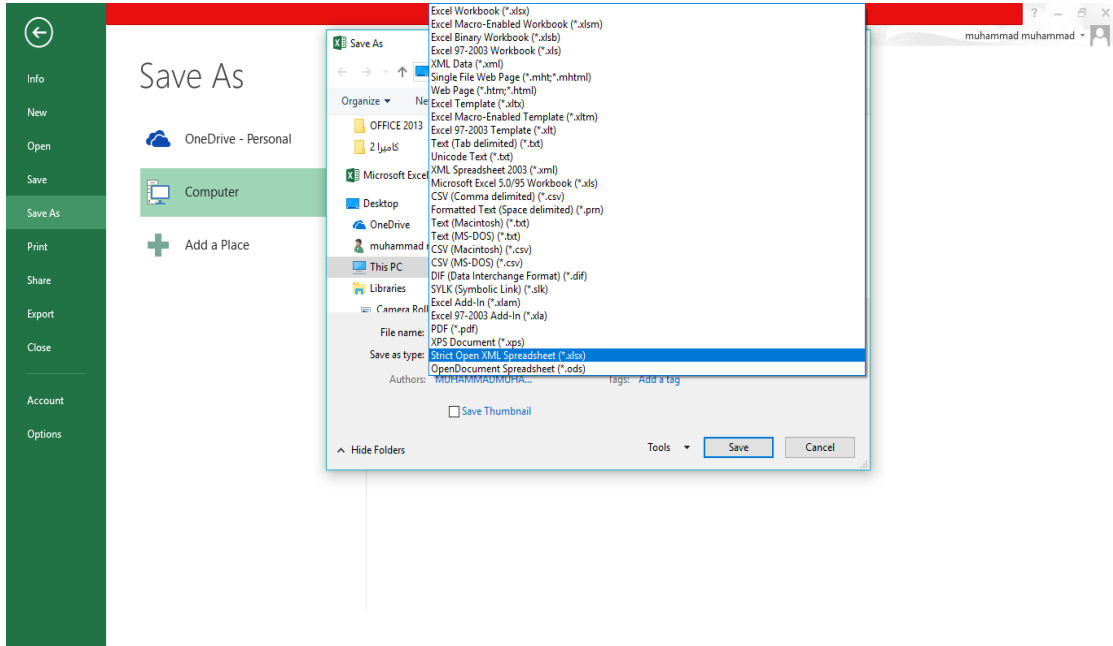 ?
muhammad muhammad
Info
New
Open
Save
Save As
Print
Share
Export
Close
Account
Options
Save As
OneDrive - Personal
Computer
Add a Place
Save As
Organize
OFFICE 2013
كاميرا 2
Microsoft Excel
Desktop
OneDrive
muhammad
This PC
Libraries
Camera Roll
Excel Workbook (*.xlsx)
Excel Macro-Enabled Workbook (*.xlsm)
Excel Binary Workbook (*.xlsb)
Excel 97-2003 Workbook (*.xls)
XML Data (*.xml)
Single File Web Page (*.mht;*.mhtml)
Web Page (*.htm;*.html)
Excel Template (*.xltx)
Excel Macro-Enabled Template (*.xltm)
Excel 97-2003 Template (*.xlt)
Text (Tab delimited) (*.txt)
Unicode Text (*.txt)
XML Spreadsheet 2003 (*.xml)
Microsoft Excel 5.0/95 Workbook (*.xls)
CSV (Comma delimited) (*.csv)
Formatted Text (Space delimited) (*.prn)
Text (Macintosh) (*.txt)
Text (MS-DOS) (*.txt)
CSV (Macintosh) (*.csv)
CSV (MS-DOS) (*.csv)
DIF (Data Interchange Format) (*.dif)
SYLK (Symbolic Link) (*.slk)
Excel Add-In (*.xlam)
Excel 97-2003 Add-In (*.xla)
PDF (*.pdf)
XPS Document (*.xps)
Strict Open XML Spreadsheet (*.xlsx)
OpenDocument Spreadsheet (*.ods)
File name:
Save as type:
Authors: MUHAMMADMUHA... Tags: Add a tag
Save Thumbnail
Hide Folders
Tools Save Cancel